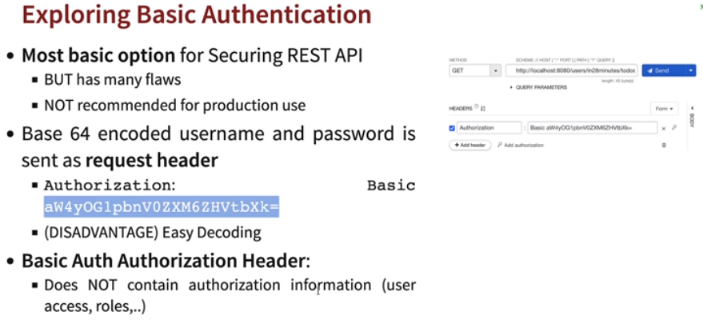 Exploring Basic Authentication
• Most basic option for Securing REST API
▪ BUT has many flaws
▪ NOT recommended for production use
• Base 64 encoded username and password is
sent as request header
▪ Authorization: Basic
aW4yOG1pbnV0ZXM6ZHVtbXk=
▪ (DISADVANTAGE) Easy Decoding
• Basic Auth Authorization Header:
▪ Does NOT contain authorization information (user
access, roles,..)
METHOD
GET
SCHEME :// HOST [ ":" PORT ] [ PATH [ "?" QUERY ]]
http://localhost:8080/users/in28minutes/todos
Send
QUERY PARAMETERS
HEADERS
Form
Authorization : Basic aW4yOG1pbnV0ZXM6ZHVtbXk=
+ Add header
Add authorization
BODY